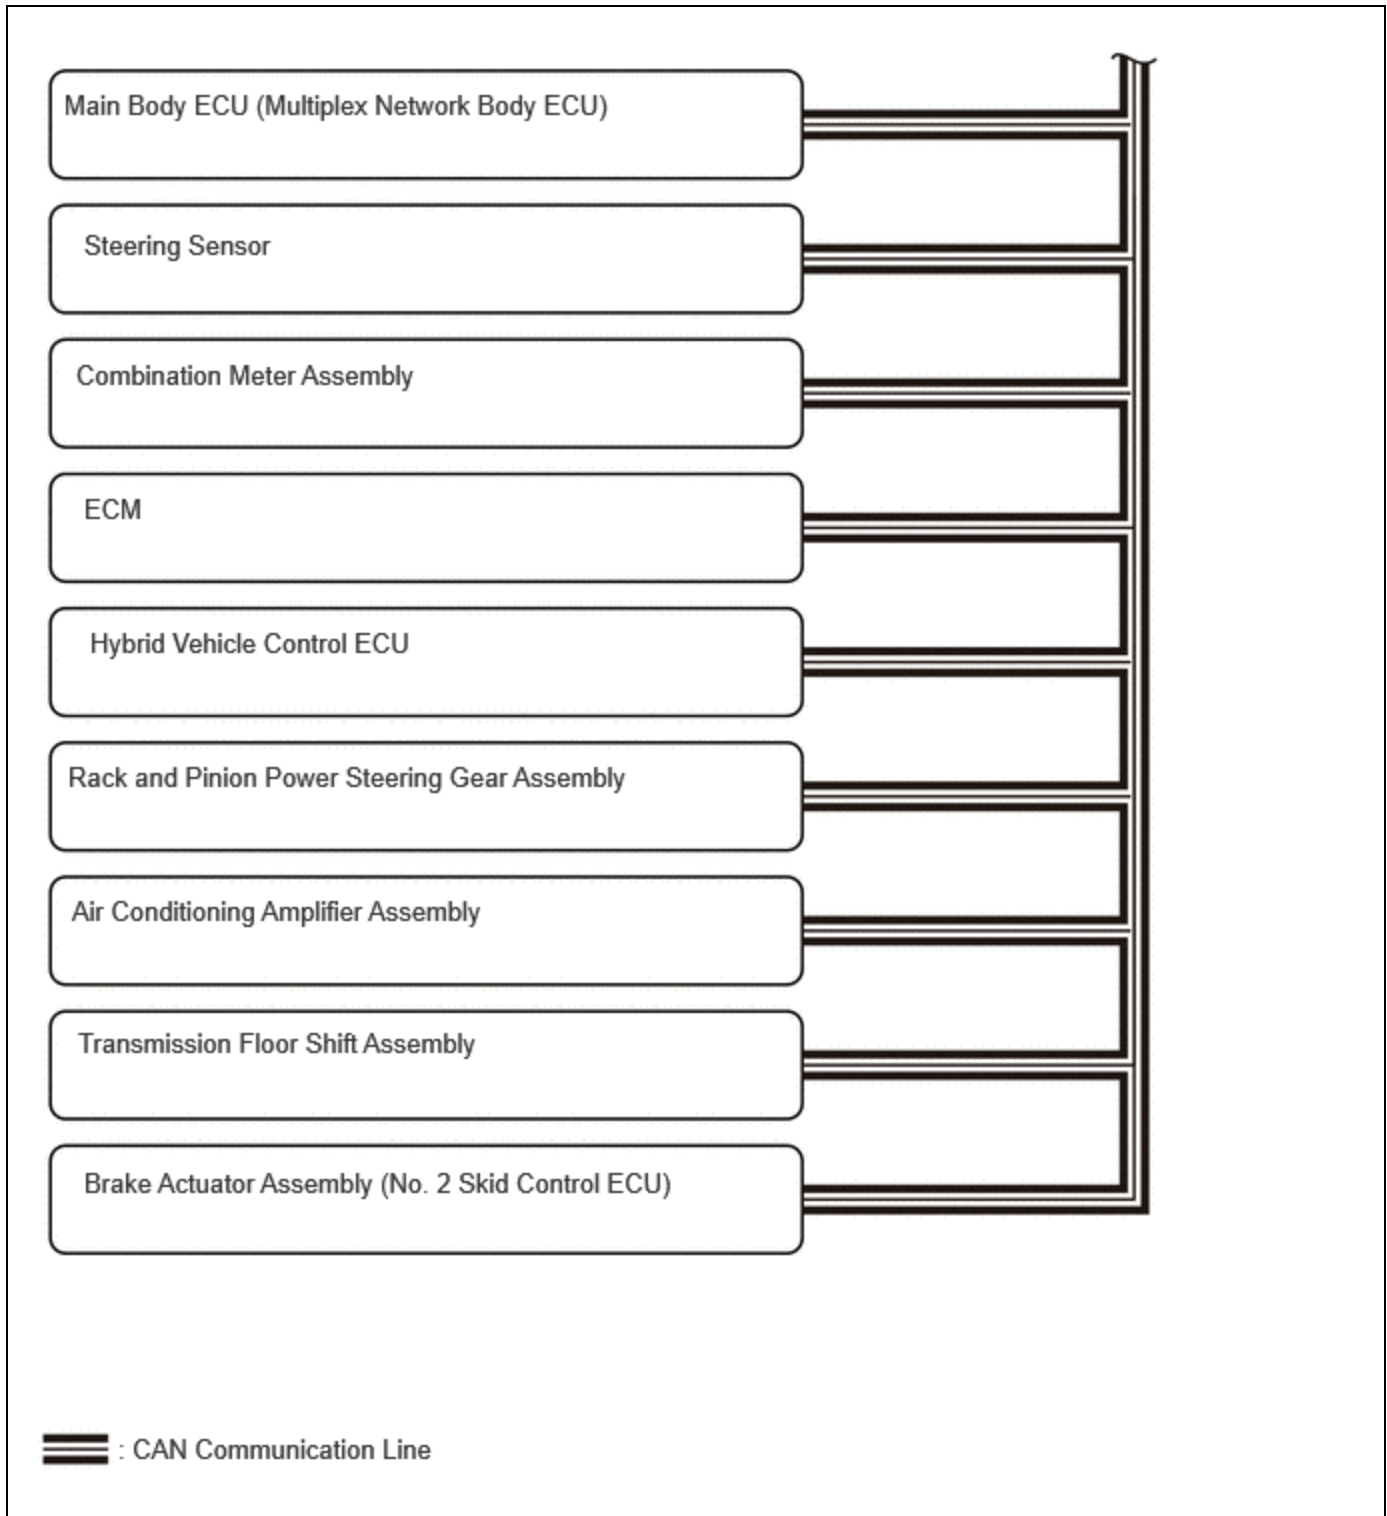 Main Body ECU (Multiplex Network Body ECU)
Steering Sensor
Combination Meter Assembly
ECM
Hybrid Vehicle Control ECU
Rack and Pinion Power Steering Gear Assembly
Air Conditioning Amplifier Assembly
Transmission Floor Shift Assembly
Brake Actuator Assembly (No. 2 Skid Control ECU)
: CAN Communication Line